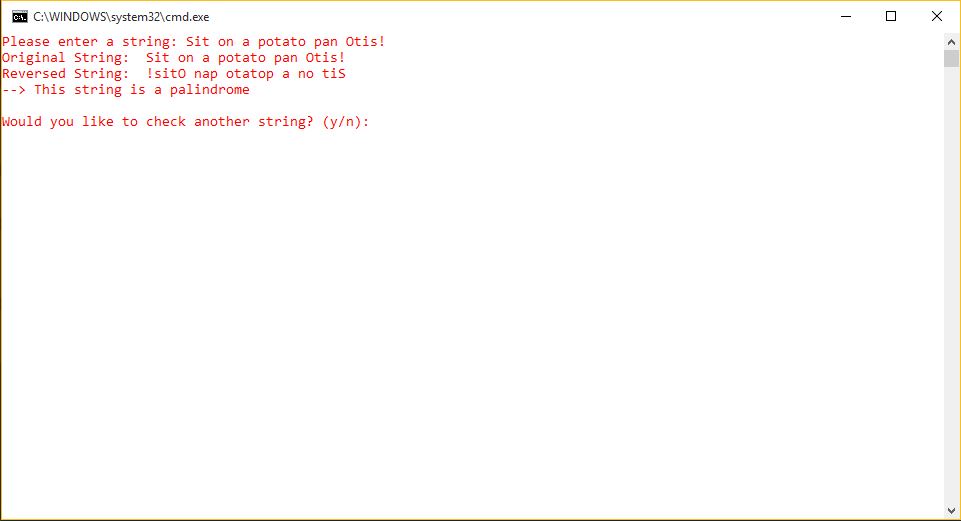 C:\WINDOWS\system32\cmd.exe
Please enter a string: Sit on a potato pan Otis!
Original String:  Sit on a potato pan Otis!
Reversed String:  !sitO nap otatop a no tiS
--> This string is a palindrome
Would you like to check another string? (y/n):